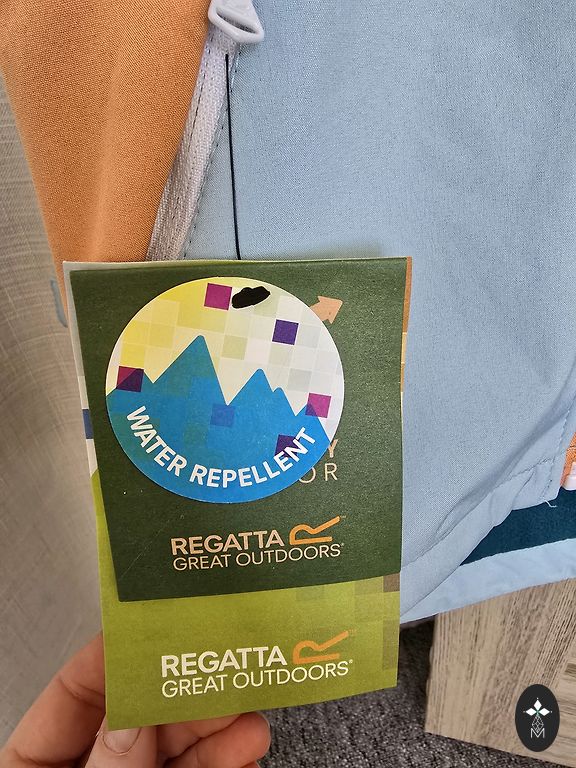 WATER REPELLENT
REGATTA
GREAT OUTDOORS®
REGATTA
GREAT OUTDOORS®
M